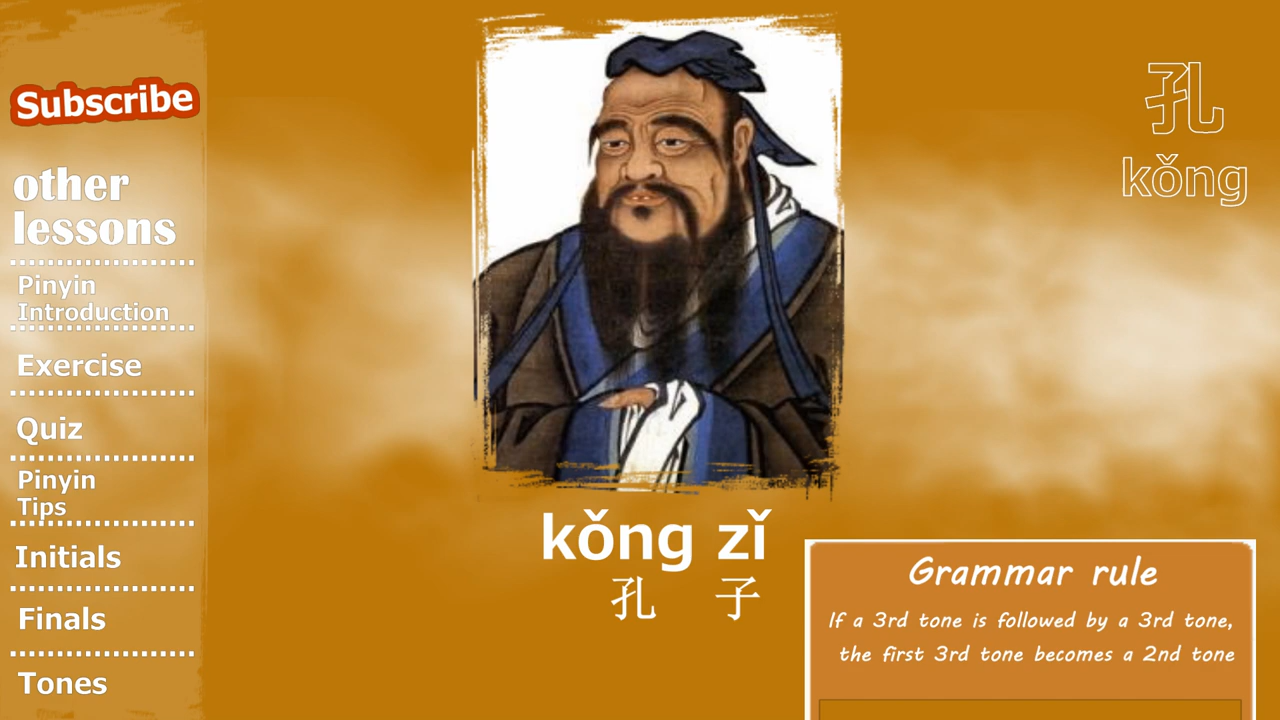 Subscribe
other
lessons
Pinyin
Introduction
Exercise
Quiz
Pinyin
Tips
Initials
Finals
Tones
kǒng zǐ
孔 子
孔
kǒng
Grammar rule
If a 3rd tone is followed by a 3rd tone,
the first 3rd tone becomes a 2nd tone